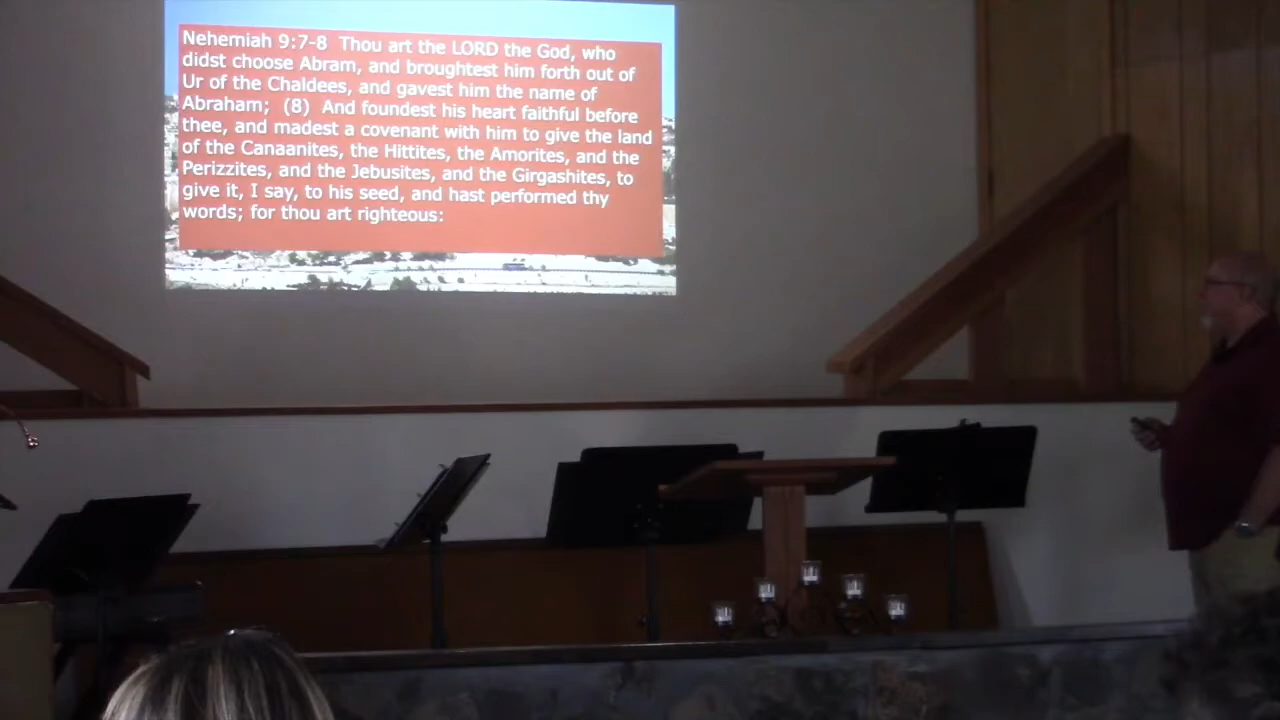 Nehemiah 9:7-8 Thou art the LORD the God, who
didst choose Abram, and broughtest him forth out of
Ur of the Chaldees, and gavest him the name of
Abraham; (8) And foundest his heart faithful before
thee, and madest a covenant with him to give the land
of the Canaanites, the Hittites, the Amorites, and the
Perizzites, and the Jebusites, and the Girgashites, to
give it, I say, to his seed, and hast performed thy
words; for thou art righteous: